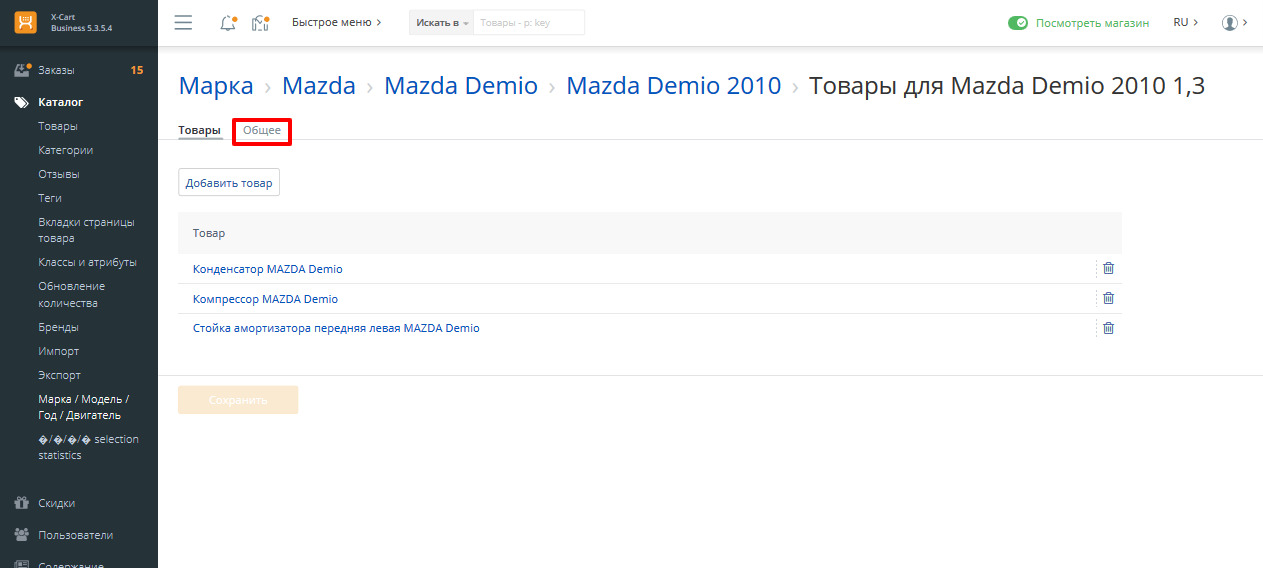 X-Cart
Business 5.3.5.4
Быстрое меню
Искать в
Товары - p: key
Посмотреть магазин
RU
Заказы 15
Каталог
Товары
Категории
Отзывы
Теги
Вкладки страницы
товара
Классы и атрибуты
Обновление
количества
Бренды
Импорт
Экспорт
Марка / Модель /
Год / Двигатель
�/�/�/� selection
statistics
Скидки
Пользователи
Содержание
Марка › Mazda › Mazda Demio › Mazda Demio 2010 › Товары для Mazda Demio 2010 1,3
Товары Общее
Добавить товар
Товар
Конденсатор MAZDA Demio
Компрессор MAZDA Demio
Стойка амортизатора передняя левая MAZDA Demio
Сохранить